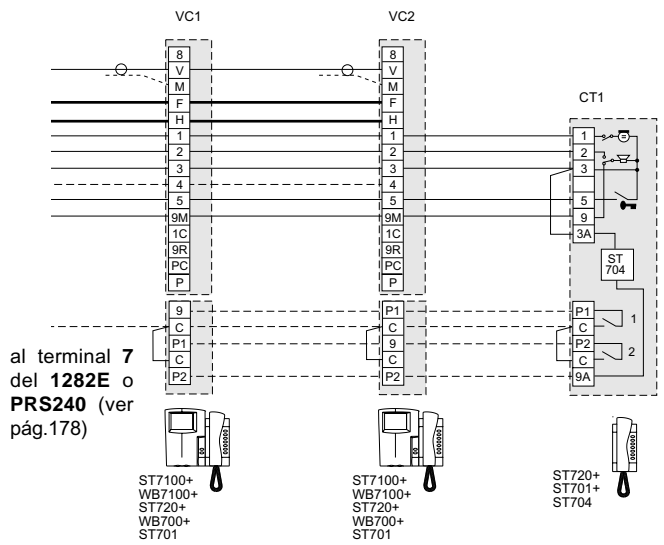 VC1
VC2
CT1
8
V
M
F
H
1
2
3
4
5
9M
1C
9R
PC
P
9
C
P1
C
P2
8
V
M
F
H
1
2
3
4
5
9M
1C
9R
PC
P
P1
C
9
C
P2
1
2
3
5
9
3A
ST
704
P1
C
P2
C
9A
1
2
al terminal 7
del 1282E o
PRS240 (ver
pág.178)
ST7100+
WB7100+
ST720+
WB700+
ST701
ST7100+
WB7100+
ST720+
WB700+
ST701
ST720+
ST701+
ST704